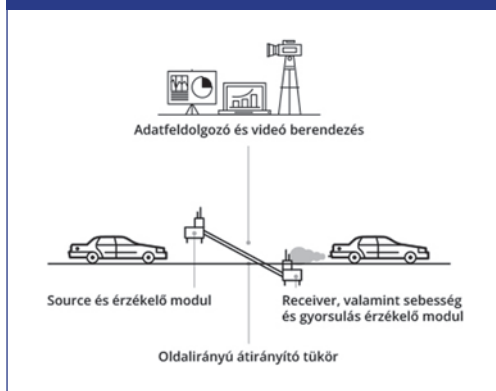 Adatfeldolgozó és videó berendezés
Source és érzékelő modul
Receiver, valamint sebesség
és gyorsulás érzékelő modul
Oldalirányú átirányító tükör